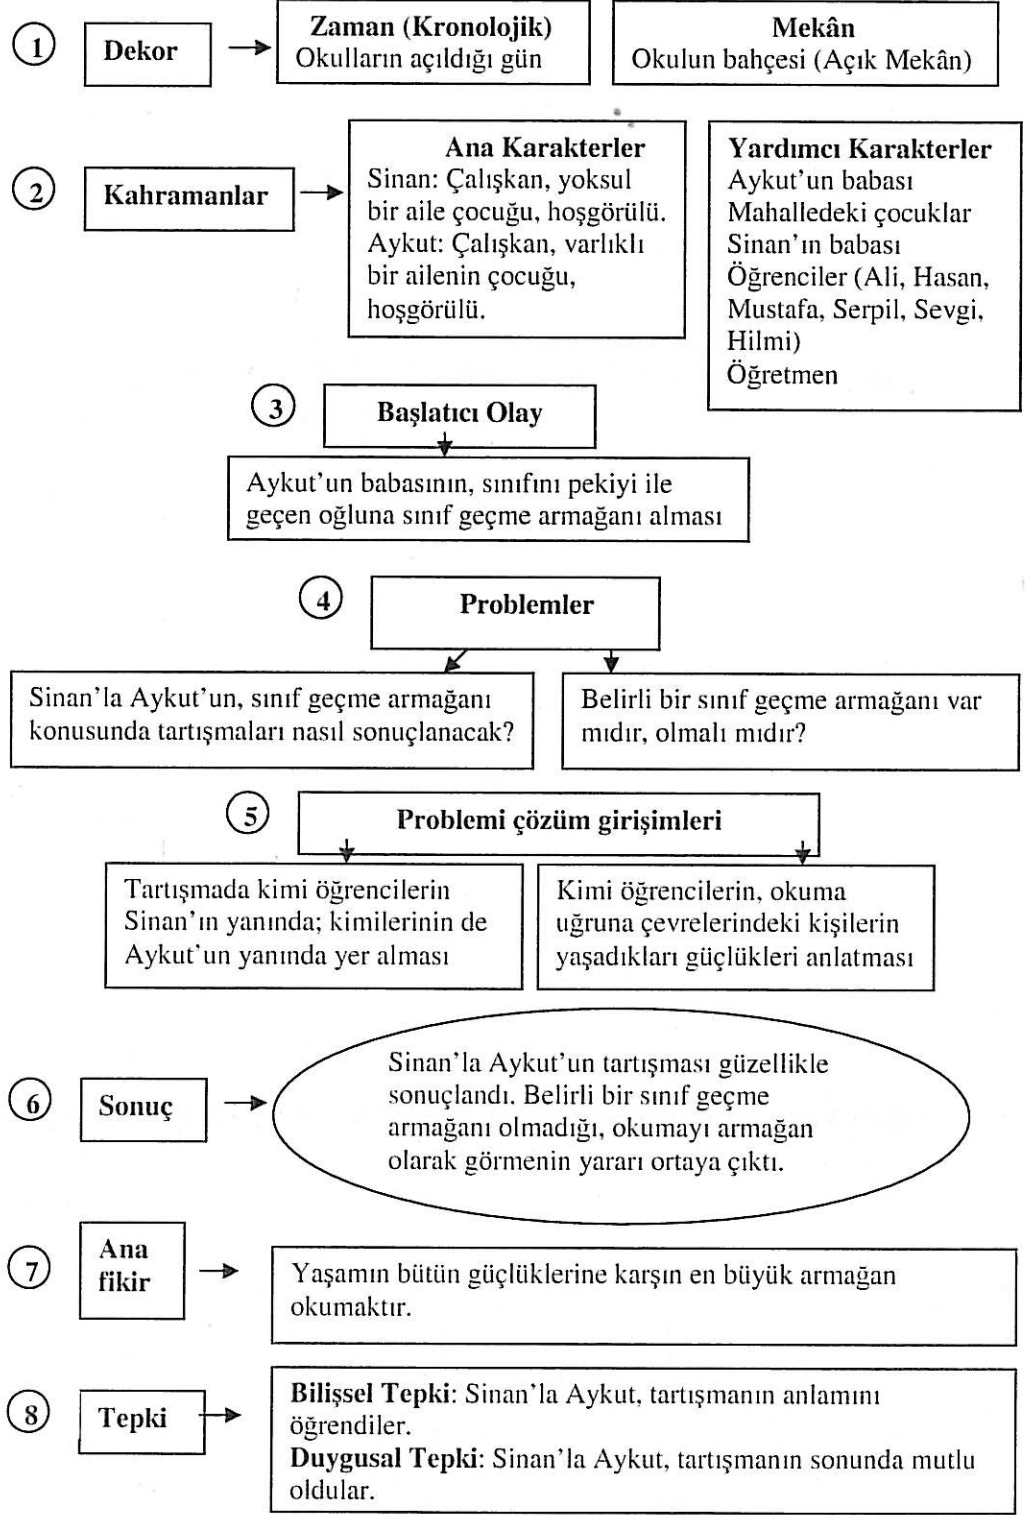 1
Dekor
Zaman (Kronolojik)
Okulların açıldığı gün
Mekân
Okulun bahçesi (Açık Mekân)
2
Kahramanlar
Ana Karakterler
Sinan: Çalışkan, yoksul
bir aile çocuğu, hoşgörülü.
Aykut: Çalışkan, varlıklı
bir ailenin çocuğu,
hoşgörülü.
Yardımcı Karakterler
Aykut'un babası
Mahalledeki çocuklar
Sinan'ın babası
Öğrenciler (Ali, Hasan,
Mustafa, Serpil, Sevgi,
Hilmi)
Öğretmen
3
Başlatıcı Olay
Aykut'un babasının, sınıfını pekiyi ile
geçen oğluna sınıf geçme armağanı alması
4
Problemler
Sinan'la Aykut'un, sınıf geçme armağanı
konusunda tartışmaları nasıl sonuçlanacak?
Belirli bir sınıf geçme armağanı var
mıdır, olmalı mıdır?
5
Problemi çözüm girişimleri
Tartışmada kimi öğrencilerin
Sinan'ın yanında; kimilerinin de
Aykut'un yanında yer alması
Kimi öğrencilerin, okuma
uğruna çevrelerindeki kişilerin
yaşadıkları güçlükleri anlatması
6
Sonuç
Sinan'la Aykut'un tartışması güzellikle
sonuçlandı. Belirli bir sınıf geçme
armağanı olmadığı, okumayı armağan
olarak görmenin yararı ortaya çıktı.
7
Ana
fikir
Yaşamın bütün güçlüklerine karşın en büyük armağan
okumaktır.
8
Tepki
Bilişsel Tepki: Sinan'la Aykut, tartışmanın anlamını
öğrendiler.
Duygusal Tepki: Sinan'la Aykut, tartışmanın sonunda mutlu
oldular.